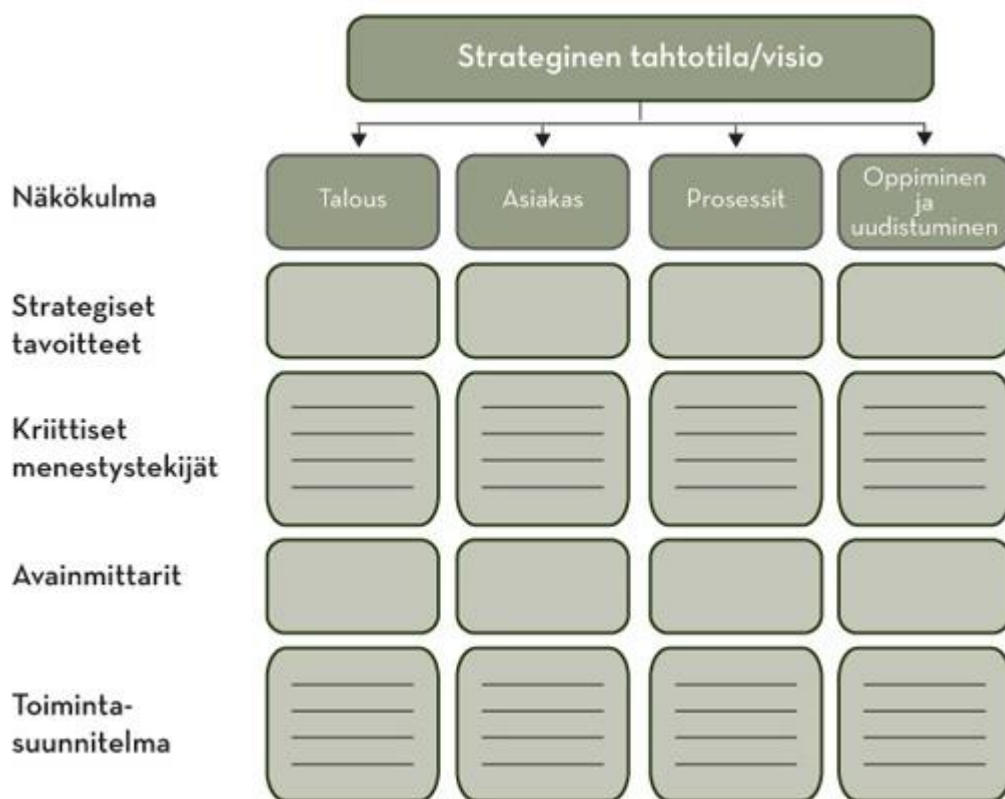 Strateginen tahtotila/visio
Näkökulma
Talous
Asiakas
Prosessit
Oppiminen
ja
uudistuminen
Strategiset
tavoitteet
Kriittiset
menestystekijät
Avainmittarit
Toiminta-
suunnitelma